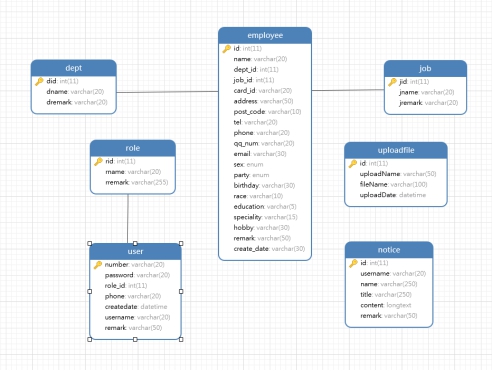 employee
id: int(11)
name: varchar(20)
dept_id: int(11)
job_id: int(11)
card_id: varchar(20)
address: varchar(50)
post_code: varchar(10)
tel: varchar(20)
phone: varchar(20)
qq_num: varchar(20)
email: varchar(30)
sex: enum
party: enum
birthday: varchar(30)
race: varchar(10)
education: varchar(5)
speciality: varchar(15)
hobby: varchar(30)
remark: varchar(50)
create_date: varchar(30)
dept
did: int(11)
dname: varchar(20)
dremark: varchar(20)
job
jid: int(11)
jname: varchar(20)
jremark: varchar(20)
role
rid: int(11)
rname: varchar(20)
rremark: varchar(255)
uploadfile
id: int(11)
uploadName: varchar(50)
fileName: varchar(100)
uploadDate: datetime
user
number: varchar(20)
password: varchar(20)
role_id: int(11)
phone: varchar(20)
createdate: datetime
username: varchar(20)
remark: varchar(50)
notice
id: int(11)
username: varchar(20)
name: varchar(250)
title: varchar(250)
content: longtext
remark: varchar(50)